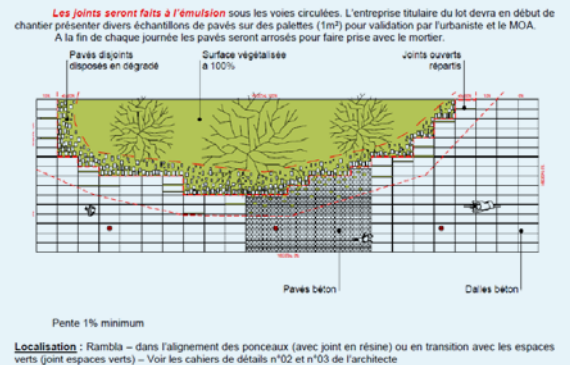 Les joints seront faits à l'émulsion sous les voies circulées. L'entreprise titulaire du lot devra en début de
chantier présenter divers échantillons de pavés sur des palettes (1m²) pour validation par l'urbaniste et le MOA.
A la fin de chaque journée les pavés seront arrosés pour faire prise avec le mortier.
Pavés disjoints
disposés en dégradé
Surface végétalisée
à 100%
Joints ouverts
répartis
Pavés béton
Dalles béton
Pente 1% minimum
Localisation : Rambla – dans l'alignement des ponceaux (avec joint en résine) ou en transition avec les espaces
verts (joint espaces verts) – Voir les cahiers de détails n°02 et n°03 de l'architecte